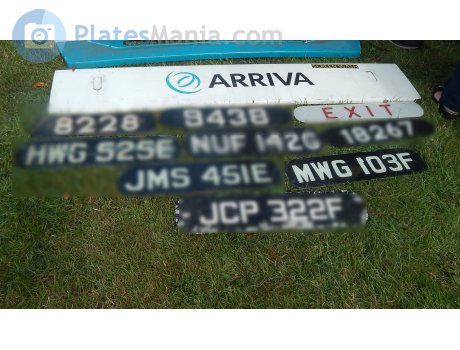 PlatesMania.com
ARRIVA
8228
9438
EXIT
HWG 525E
NUF 142G
18267
JMS 451E
MWG 103F
JCP 322F